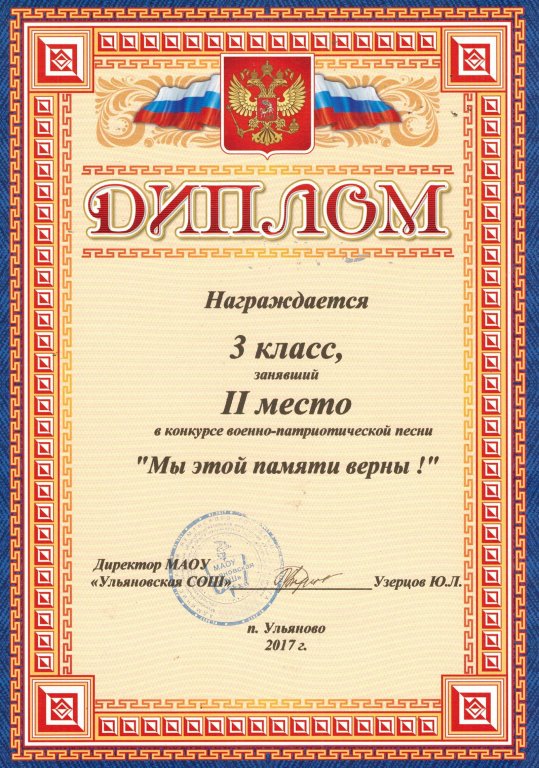 ДИПЛОМ
Награждается
3 класс,
занявший
II место
в конкурсе военно-патриотической песни
"Мы этой памяти верны !"
Директор МАОУ
«Ульяновская СОШ» Узерцов Ю.Л.
п. Ульяново
2017 г.